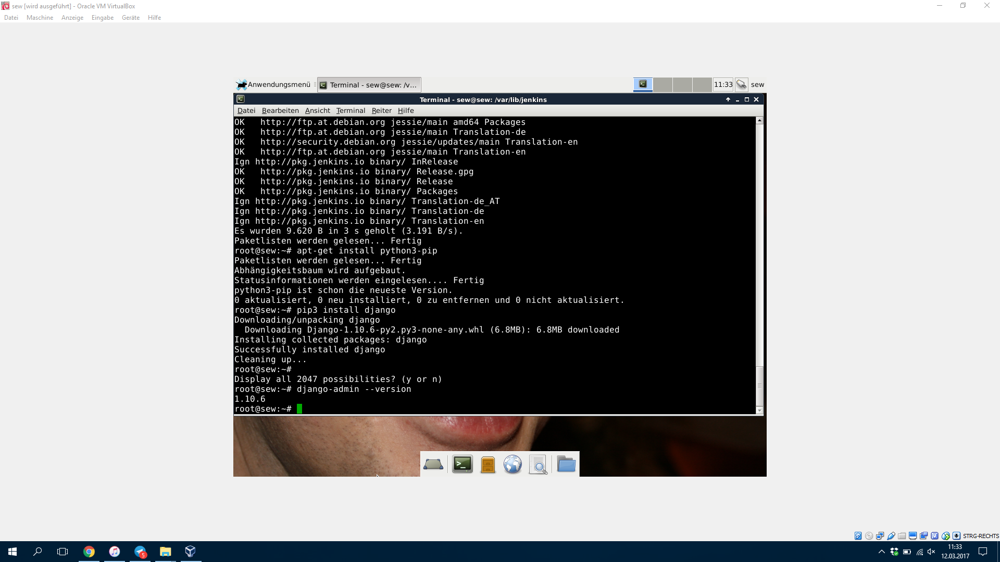 sew [wird ausgeführt] - Oracle VM VirtualBox
Datei Maschine Anzeige Eingabe Geräte Hilfe
Anwendungsmenü Terminal - sew@sew: /v... 11:33 sew
Terminal - sew@sew: /var/lib/jenkins
Datei Bearbeiten Ansicht Terminal Reiter Hilfe
OK   http://ftp.at.debian.org jessie/main amd64 Packages
OK   http://ftp.at.debian.org jessie/main Translation-de
OK   http://security.debian.org jessie/updates/main Translation-en
OK   http://ftp.at.debian.org jessie/main Translation-en
Ign http://pkg.jenkins.io binary/ InRelease
OK   http://pkg.jenkins.io binary/ Release.gpg
OK   http://pkg.jenkins.io binary/ Release
OK   http://pkg.jenkins.io binary/ Packages
Ign http://pkg.jenkins.io binary/ Translation-de_AT
Ign http://pkg.jenkins.io binary/ Translation-de
Ign http://pkg.jenkins.io binary/ Translation-en
Es wurden 9.620 B in 3 s geholt (3.191 B/s).
Paketlisten werden gelesen... Fertig
root@sew:~# apt-get install python3-pip
Paketlisten werden gelesen... Fertig
Abhängigkeitsbaum wird aufgebaut.
Statusinformationen werden eingelesen.... Fertig
python3-pip ist schon die neueste Version.
0 aktualisiert, 0 neu installiert, 0 zu entfernen und 0 nicht aktualisiert.
root@sew:~# pip3 install django
Downloading/unpacking django
  Downloading Django-1.10.6-py2.py3-none-any.whl (6.8MB): 6.8MB downloaded
Installing collected packages: django
Successfully installed django
Cleaning up...
root@sew:~#
Display all 2047 possibilities? (y or n)
root@sew:~# django-admin --version
1.10.6
root@sew:~#
STRG-RECHTS
5
11:33
12.03.2017